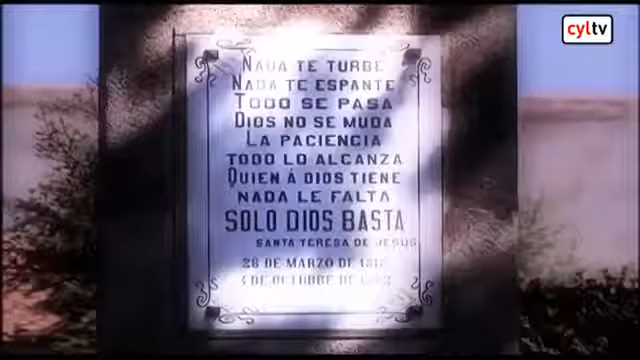 cyltv
NADA TE TURBE
NADA TE ESPANTE
TODO SE PASA
DIOS NO SE MUDA
LA PACIENCIA
TODO LO ALCANZA
QUIEN Á DIOS TIENE
NADA LE FALTA
SOLO DIOS BASTA
SANTA TERESA DE JESUS
28 DE MARZO DE
4 DE OCTUBRE DE